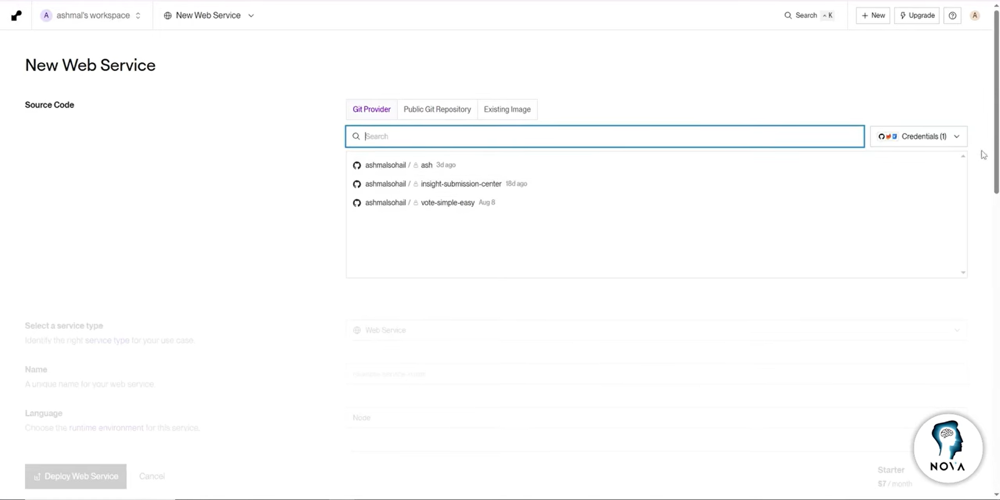 A ashmal's workspace New Web Service Search K + New Upgrade A
New Web Service
Source Code
Git Provider Public Git Repository Existing Image
Search Credentials (1)
ashmalsohail / ash 3d ago
ashmalsohail / insight-submission-center 18d ago
ashmalsohail / vote-simple-easy Aug 8
Select a service type
Identify the right service type for your use case.
Web Service
Name
A unique name for your web service.
Language
Choose the runtime environment for this service.
Node
Deploy Web Service Cancel
Starter
$7 / month
NOVA